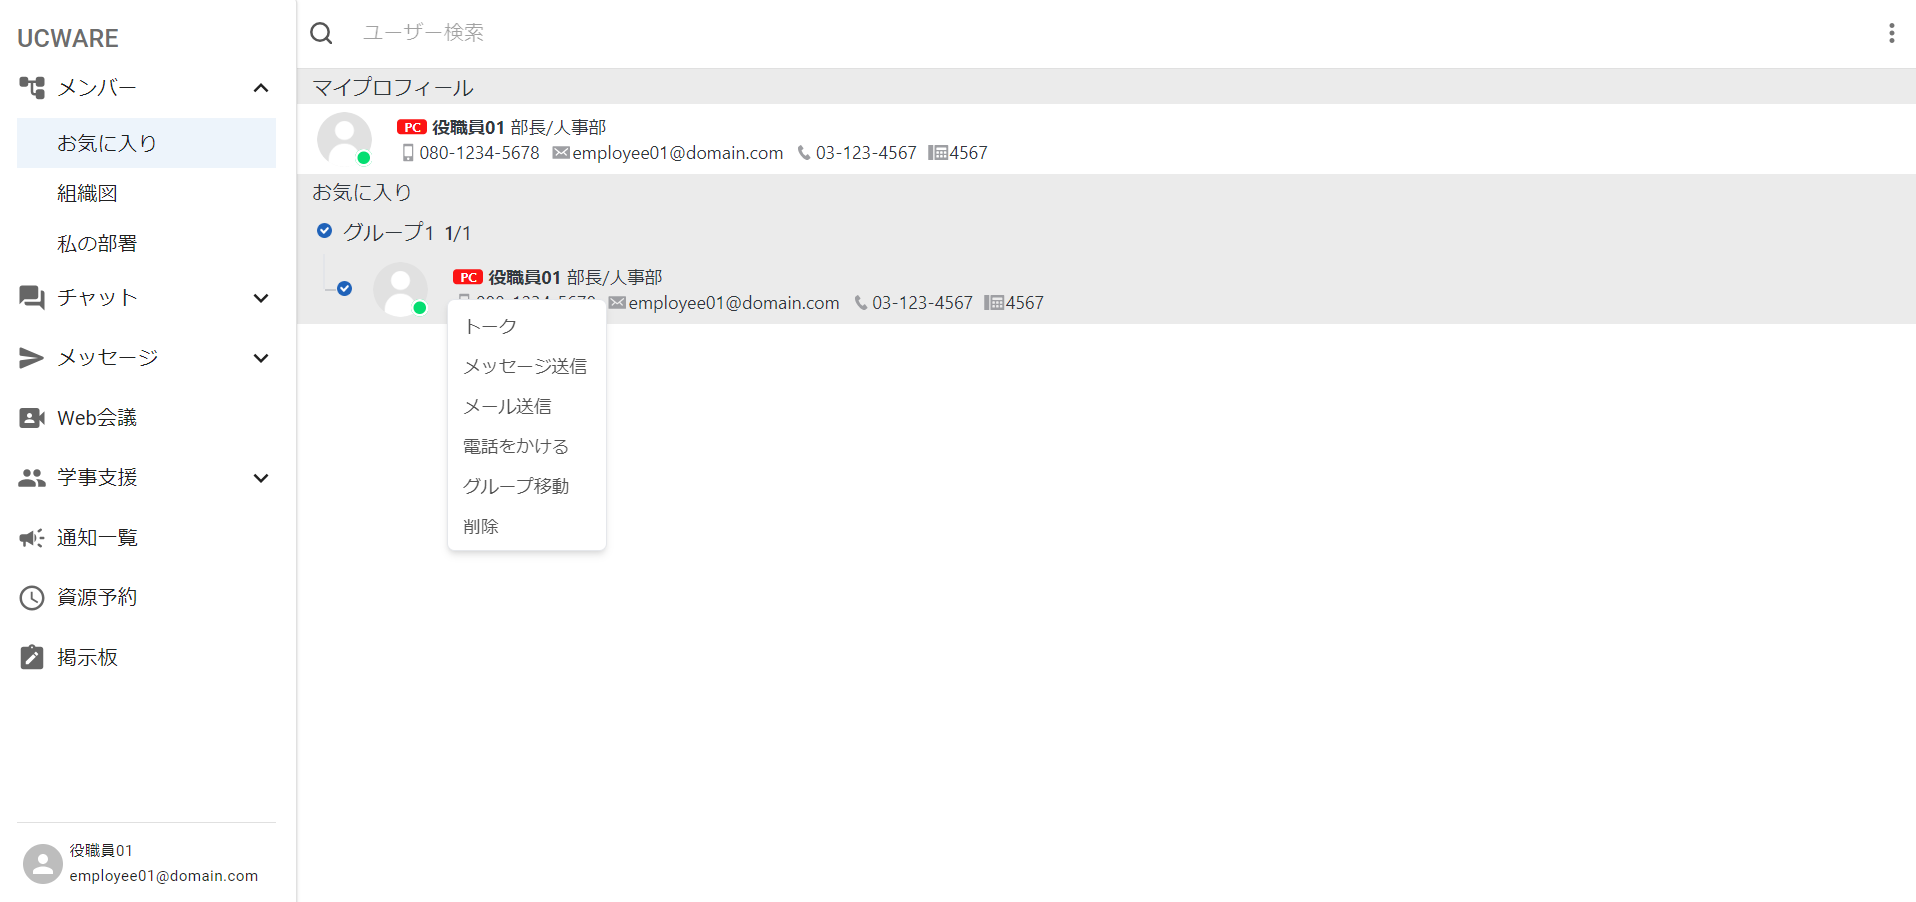 UCWARE
メンバー
お気に入り
組織図
私の部署
チャット
メッセージ
Web会議
学事支援
通知一覧
資源予約
掲示板
役職員01
employee01@domain.com
ユーザー検索
マイプロフィール
PC 役職員01 部長/人事部
080-1234-5678 employee01@domain.com 03-123-4567 4567
お気に入り
グループ1 1/1
PC 役職員01 部長/人事部
employee01@domain.com 03-123-4567 4567
トーク
メッセージ送信
メール送信
電話をかける
グループ移動
削除